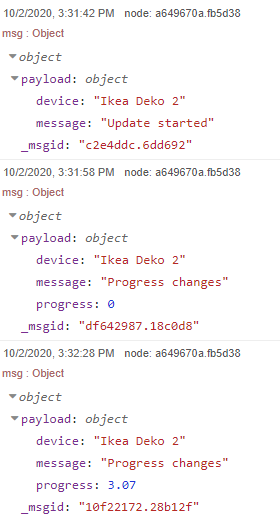 10/2/2020, 3:31:42 PM node: a649670a.fb5d38
msg : Object
object
payload: object
device: "Ikea Deko 2"
message: "Update started"
_msgid: "c2e4ddc.6dd692"
10/2/2020, 3:31:58 PM node: a649670a.fb5d38
msg : Object
object
payload: object
device: "Ikea Deko 2"
message: "Progress changes"
progress: 0
_msgid: "df642987.18c0d8"
10/2/2020, 3:32:28 PM node: a649670a.fb5d38
msg : Object
object
payload: object
device: "Ikea Deko 2"
message: "Progress changes"
progress: 3.07
_msgid: "10f22172.28b12f"